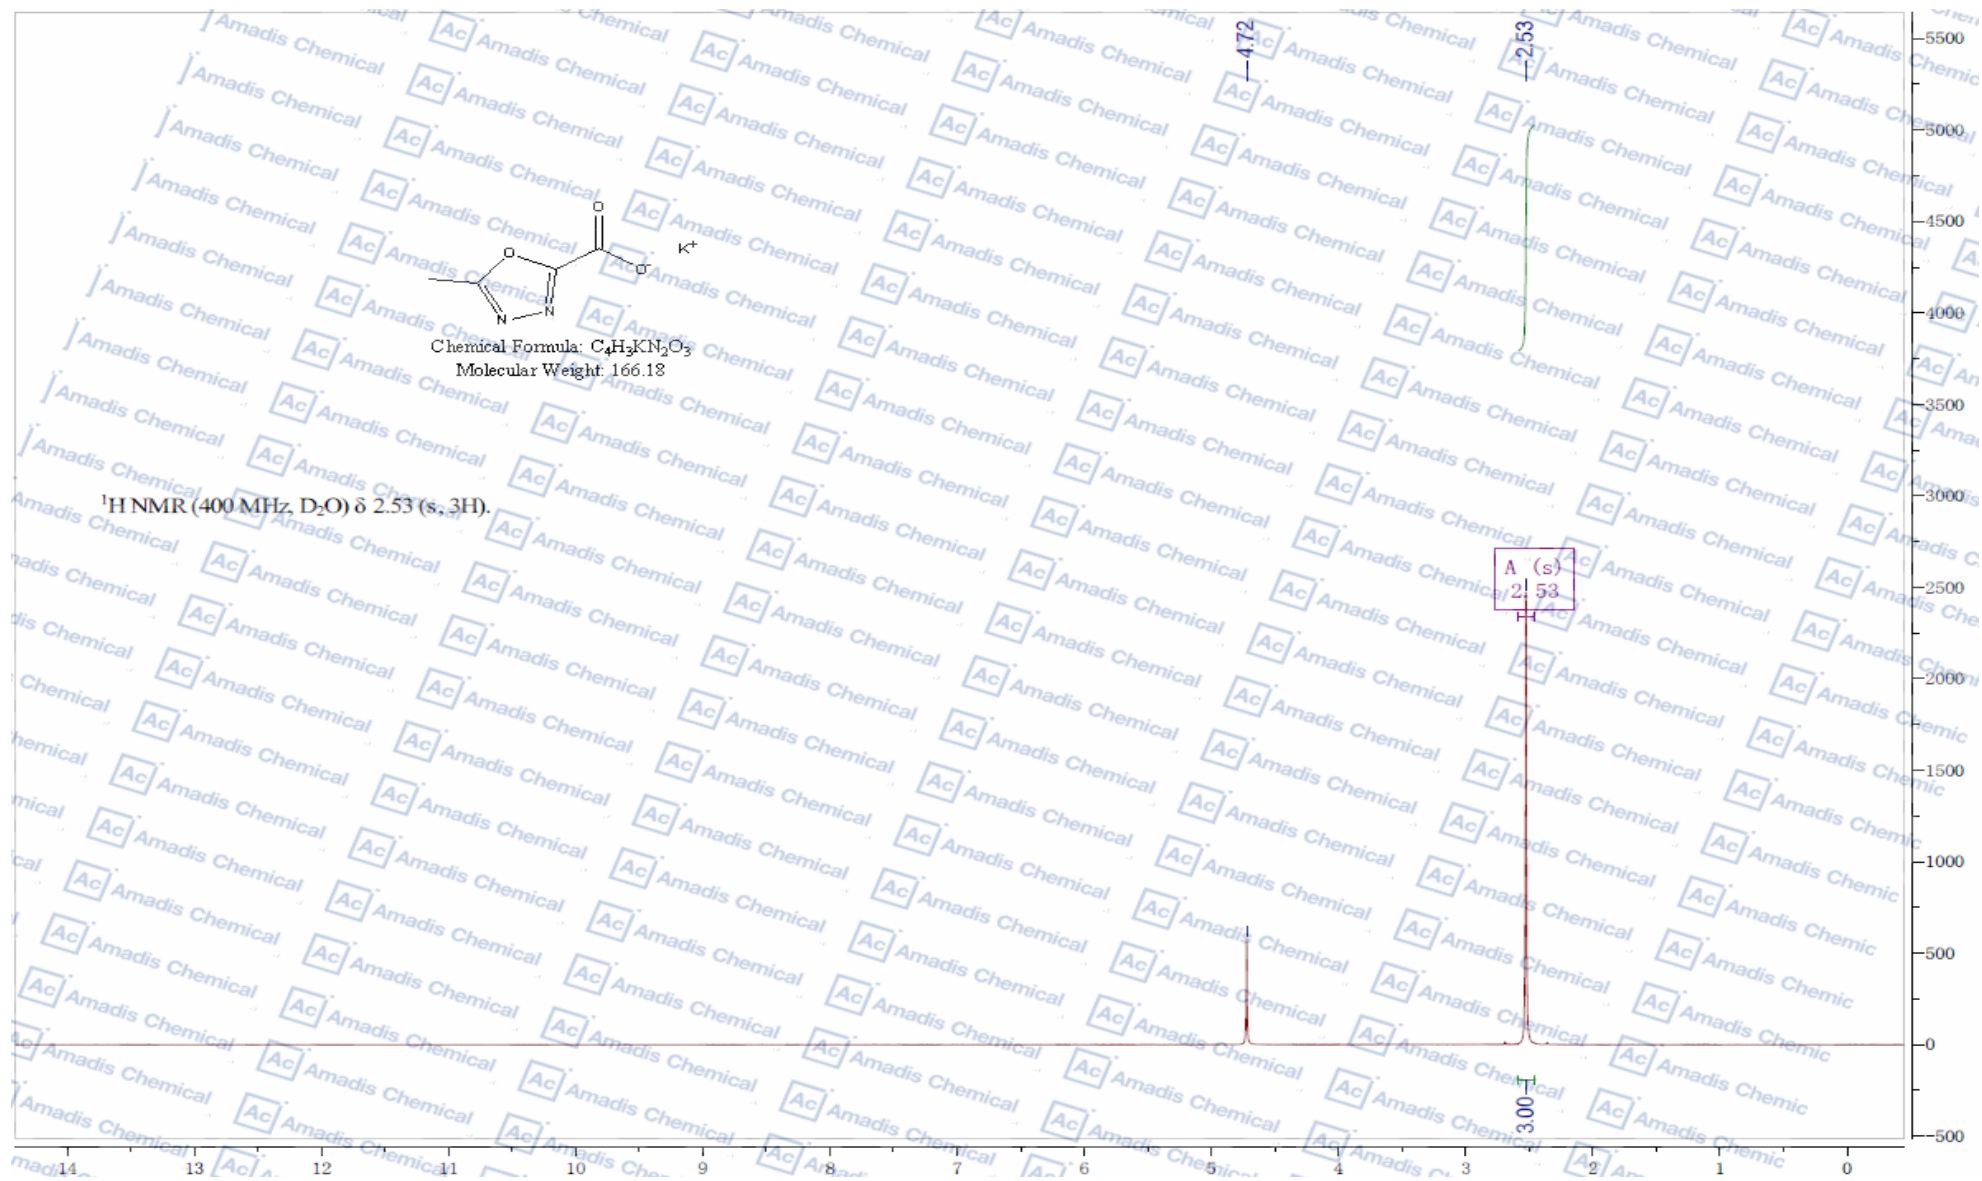 4.72
2.53
5500
5000
4500
4000
3500
3000
2500
2000
1500
1000
500
0
-500
O
O
O⁻
K⁺
N
N
Chemical Formula: C₄H₃KN₂O₃
Molecular Weight: 166.18
¹H NMR (400 MHz, D₂O) δ 2.53 (s, 3H).
A (s)
2.53
3.00
14 13 12 11 10 9 8 7 6 5 4 3 2 1 0
Ac Amadis Chemical